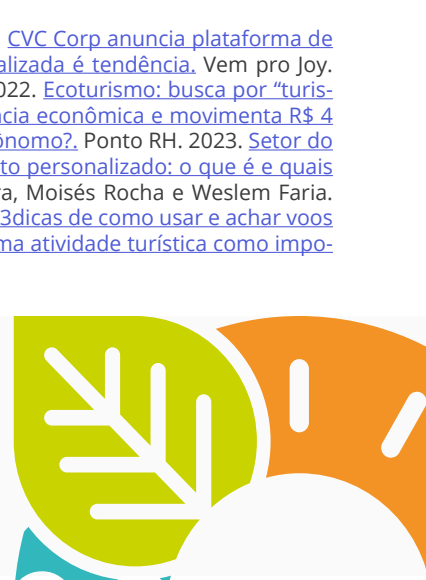 CVC Corp anuncia plataforma de
alizada é tendência. Vem pro Joy.
022. Ecoturismo: busca por “turis-
cia econômica e movimenta R$ 4
ônomo?. Ponto RH. 2023. Setor do
to personalizado: o que é e quais
ra, Moisés Rocha e Weslem Faria.
3dicas de como usar e achar voos
ma atividade turística como impo-